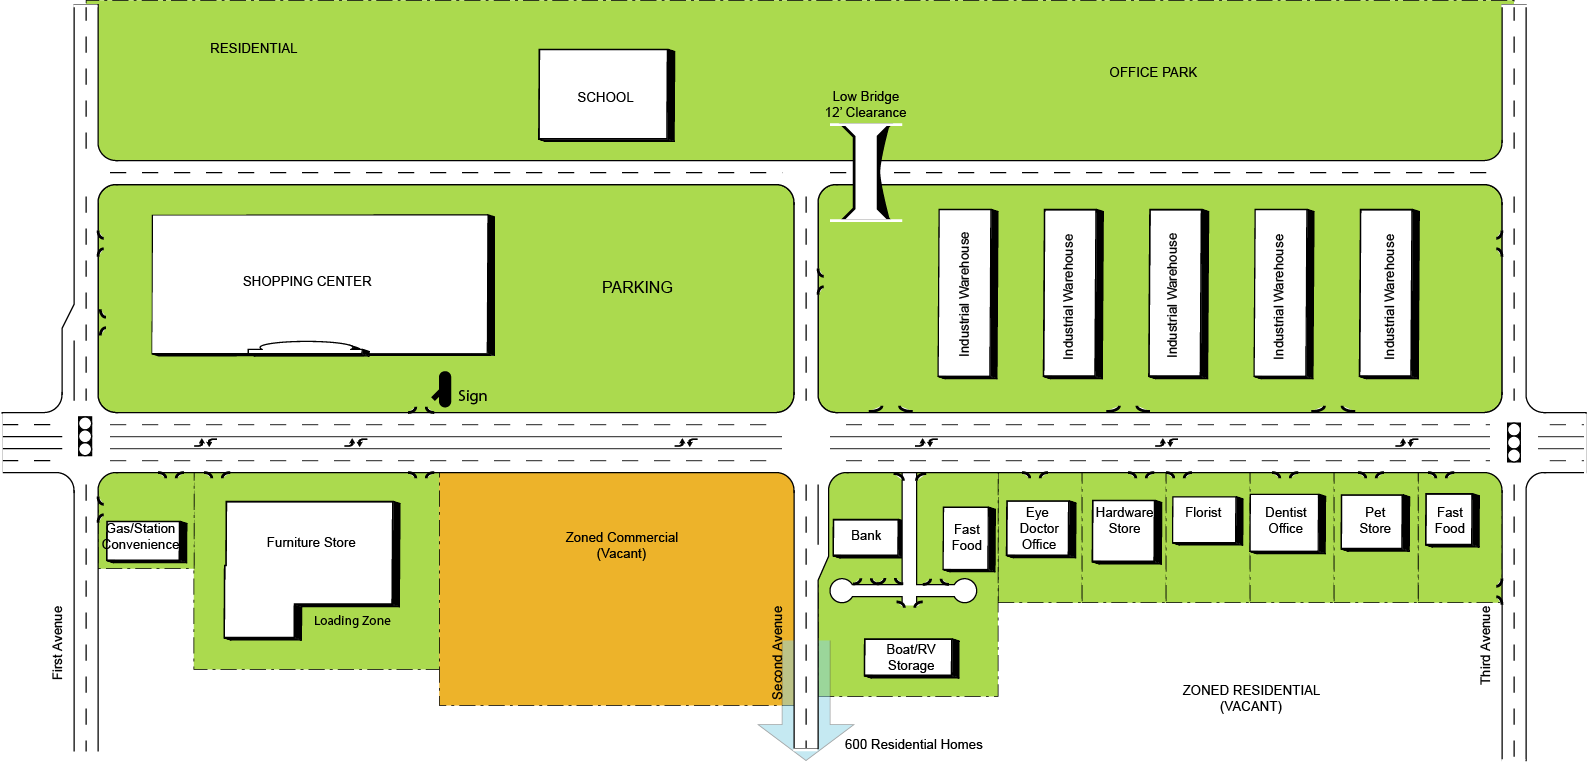 RESIDENTIAL
SCHOOL
OFFICE PARK
Low Bridge
12' Clearance
SHOPPING CENTER
PARKING
Sign
Industrial Warehouse
Industrial Warehouse
Industrial Warehouse
Industrial Warehouse
Industrial Warehouse
Gas/Station
Convenience
Furniture Store
Loading Zone
Zoned Commercial
(Vacant)
Bank
Fast
Food
Eye
Doctor
Office
Hardware
Store
Florist
Dentist
Office
Pet
Store
Fast
Food
Boat/RV
Storage
First Avenue
Second Avenue
Third Avenue
ZONED RESIDENTIAL
(VACANT)
600 Residential Homes